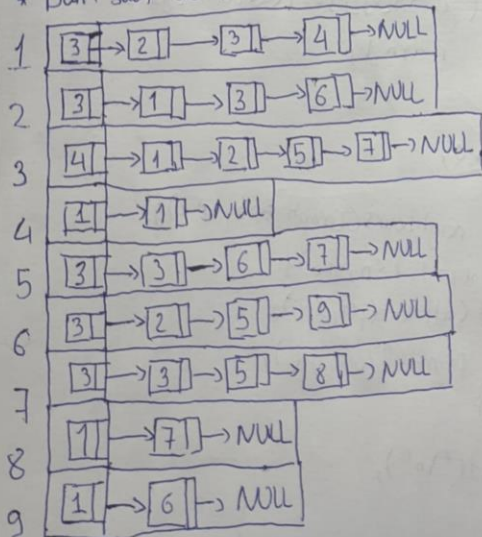 1 3 → 2 → 3 → 4 → NULL
2 3 → 1 → 3 → 6 → NULL
3 4 → 1 → 2 → 5 → 7 → NULL
4 1 → 1 → NULL
5 3 → 3 → 6 → 7 → NULL
6 3 → 2 → 5 → 9 → NULL
7 3 → 3 → 5 → 8 → NULL
8 1 → 7 → NULL
9 1 → 6 → NULL